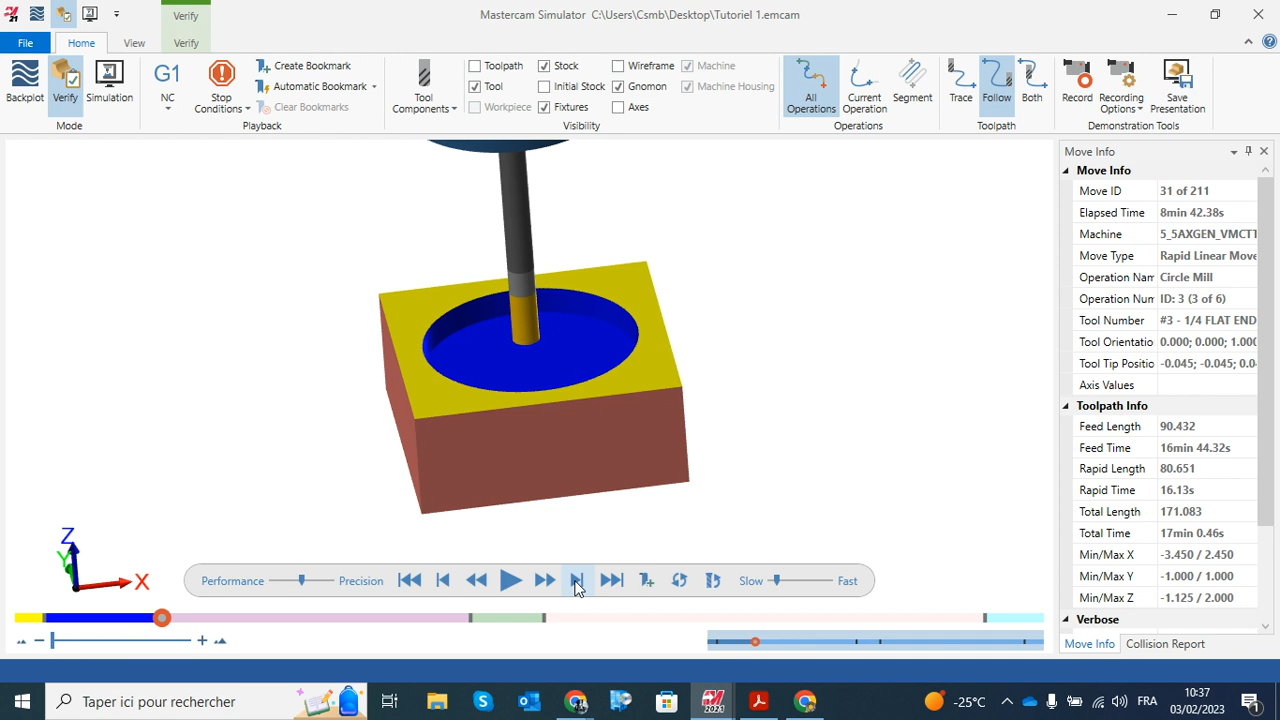 Verify
Mastercam Simulator C:\Users\Csmb\Desktop\Tutoriel 1.emcam
File
Home
View
Verify
Backplot
Verify
Simulation
Mode
G1
NC
Stop
Conditions
Create Bookmark
Automatic Bookmark
Clear Bookmarks
Playback
Tool
Components
Toolpath
Tool
Workpiece
Stock
Initial Stock
Fixtures
Wireframe
Gnomon
Axes
Machine
Machine Housing
Visibility
All
Operations
Current
Operation
Segment
Operations
Trace
Follow
Both
Toolpath
Record
Recording
Options
Save
Presentation
Demonstration Tools
Move Info
Move Info
Move ID 31 of 211
Elapsed Time 8min 42.38s
Machine 5_5AXGEN_VMCTT
Move Type Rapid Linear Move
Operation Nam Circle Mill
Operation Num ID: 3 (3 of 6)
Tool Number #3 - 1/4 FLAT END
Tool Orientatio 0.000; 0.000; 1.000
Tool Tip Positio -0.045; -0.045; 0.0
Axis Values
Toolpath Info
Feed Length 90.432
Feed Time 16min 44.32s
Rapid Length 80.651
Rapid Time 16.13s
Total Length 171.083
Total Time 17min 0.46s
Min/Max X -3.450 / 2.450
Min/Max Y -1.000 / 1.000
Min/Max Z -1.125 / 2.000
Verbose
Move Info
Collision Report
Z
Y
X
Performance
Precision
Slow
Fast
Taper ici pour rechercher
2021
-25°C
FRA
10:37
03/02/2023
1